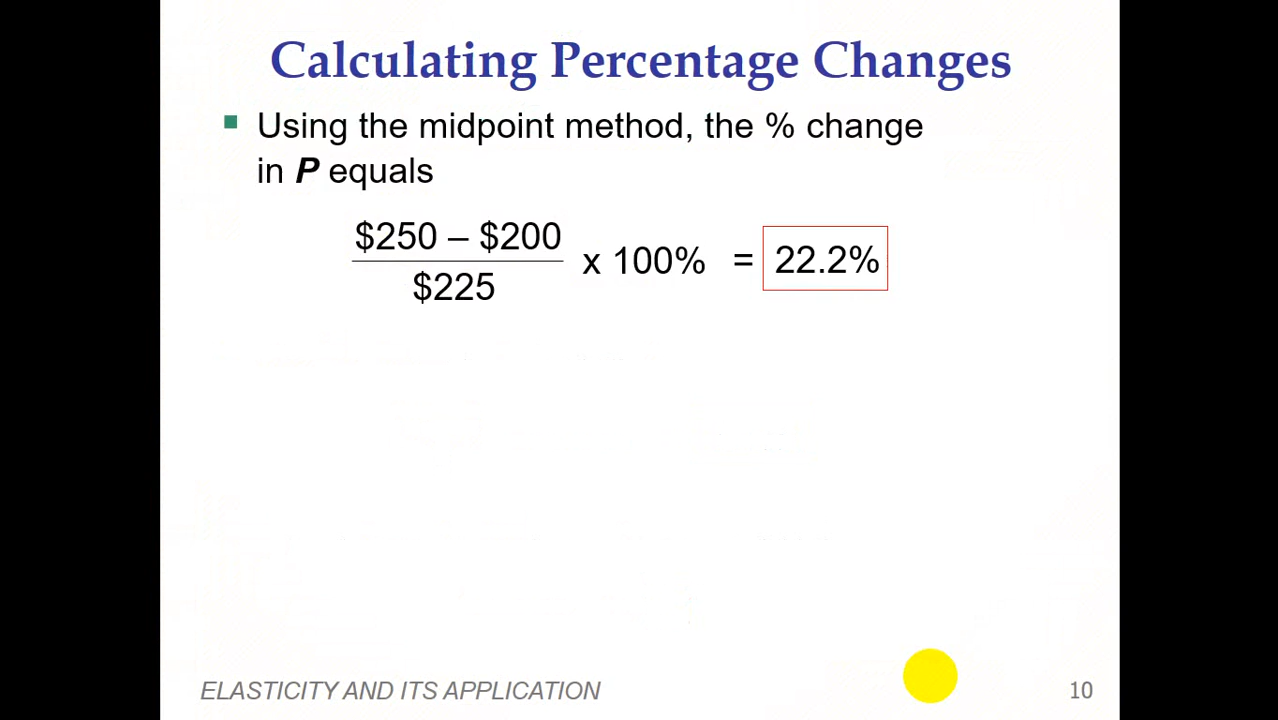 Calculating Percentage Changes
Using the midpoint method, the % change
in P equals
$250 – $200
$225
x 100% = 22.2%
ELASTICITY AND ITS APPLICATION
10